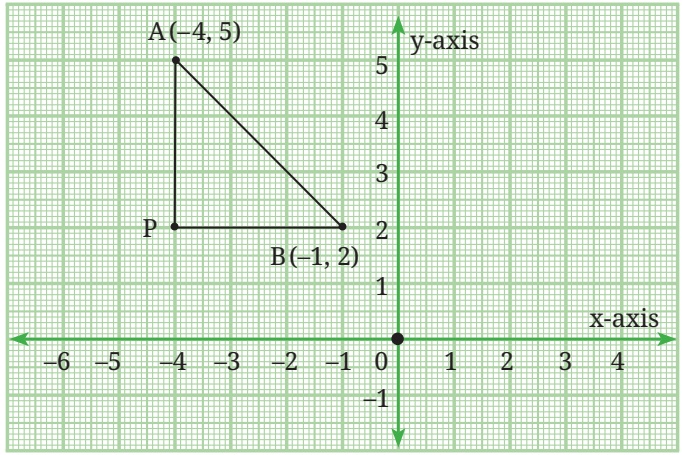 A (–4, 5)
y-axis
5
4
3
P
2
B (–1, 2)
1
x-axis
–6 –5 –4 –3 –2 –1 0 1 2 3 4
–1